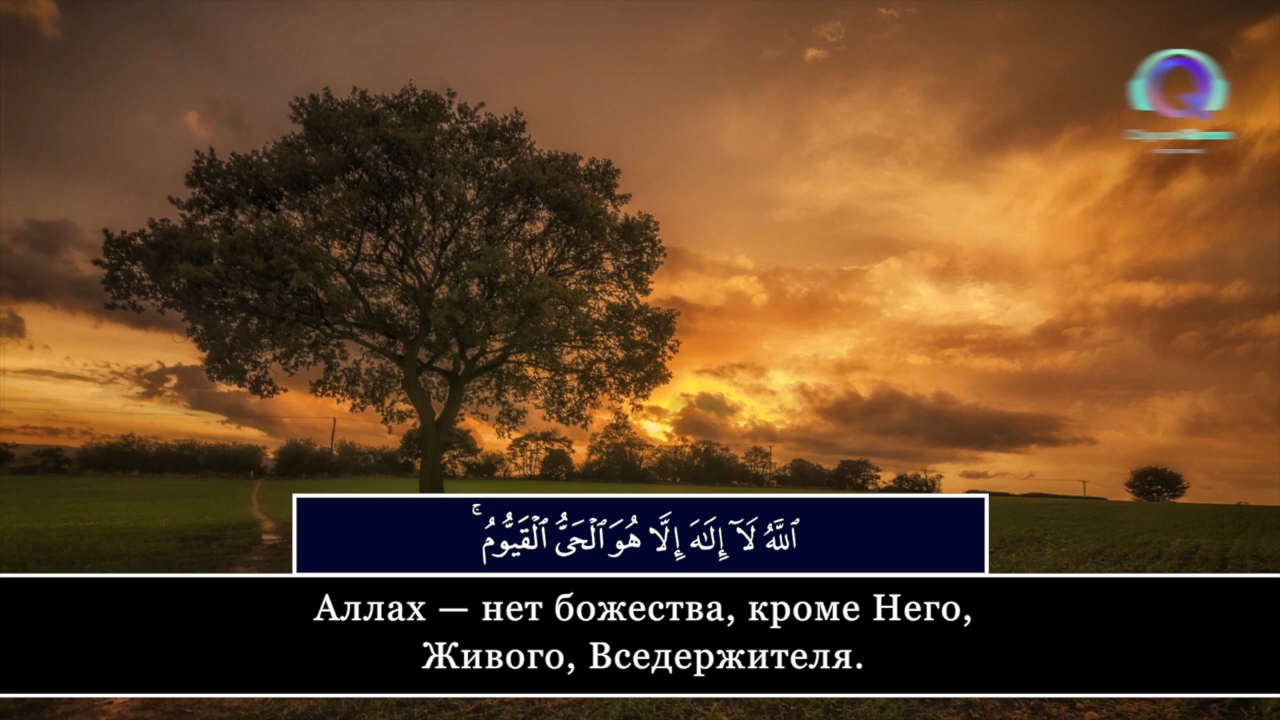 ٱللَّهُ لَآ إِلَـٰهَ إِلَّا هُوَ ٱلْحَىُّ ٱلْقَيُّومُ ۚ
Аллах — нет божества, кроме Него,
Живого, Вседержителя.